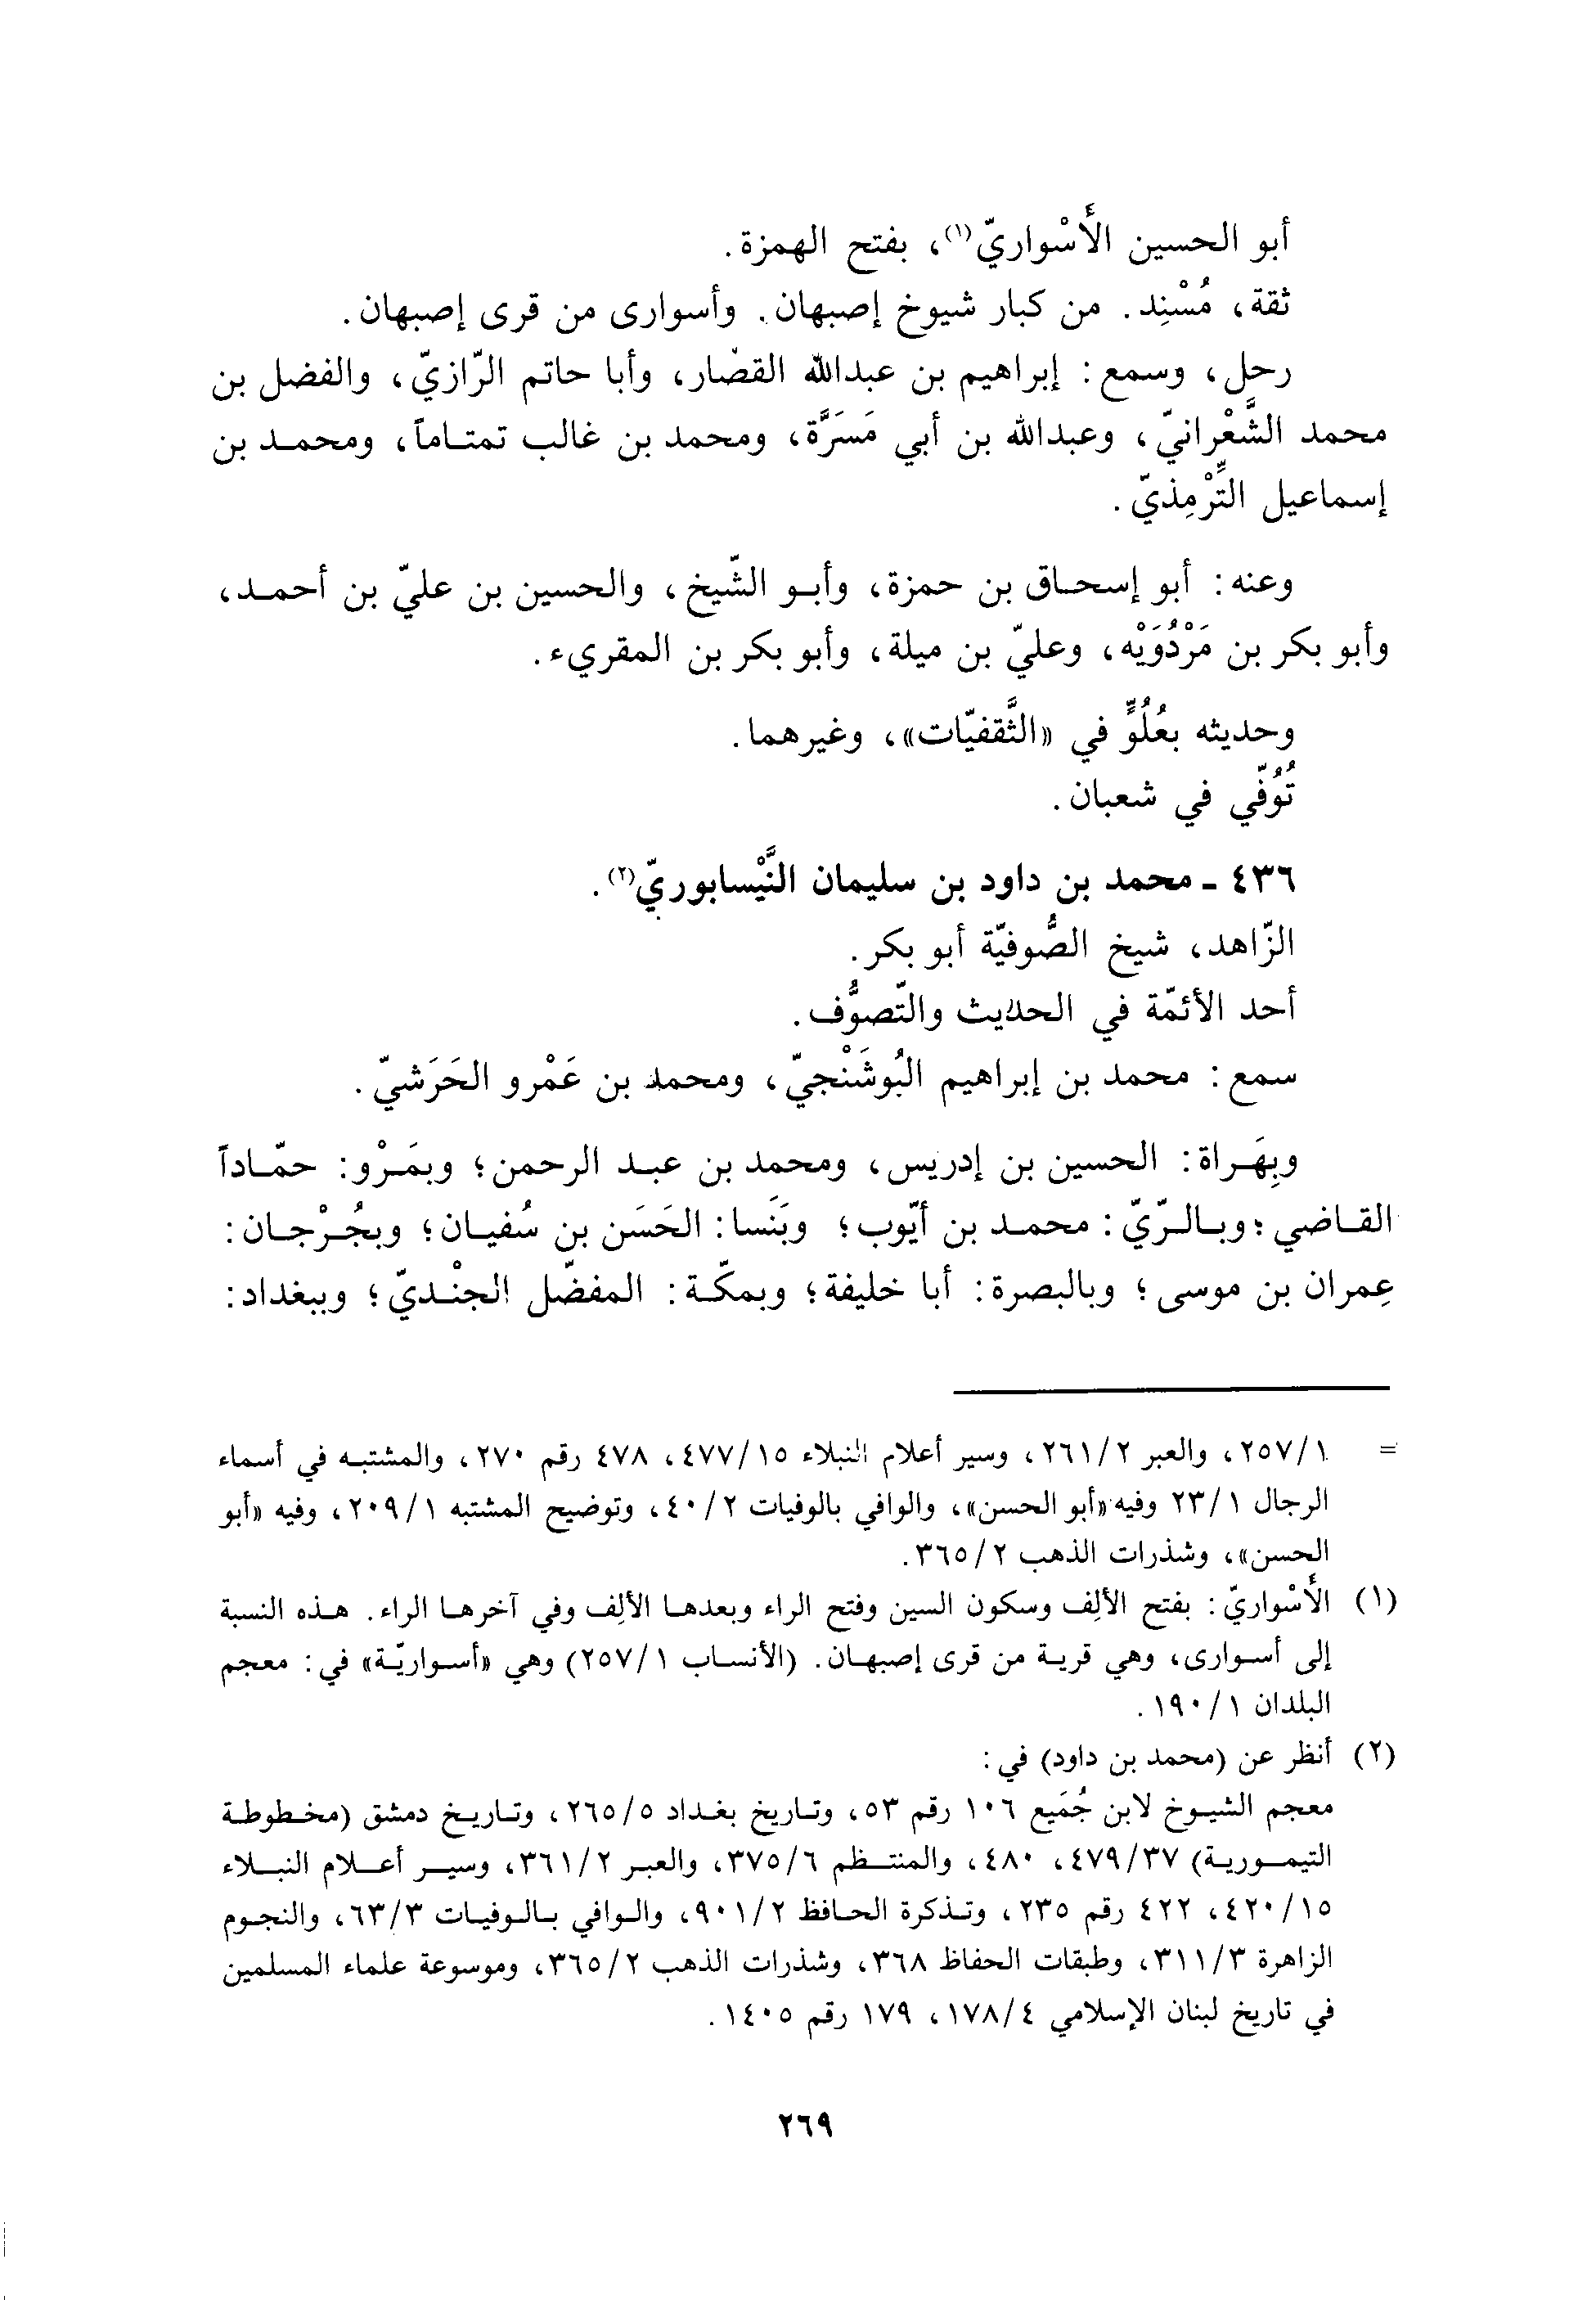 أبو الحسين الأَسْواريّ(١)، بفتح الهمزة.
ثقة، مُسْنِد. من كبار شيوخ إصبهان. وأسوارى من قرى إصبهان.
رحل، وسمع: إبراهيم بن عبدالله القصّار، وأبا حاتم الرّازيّ، والفضل بن
محمد الشَّعْرانيّ، وعبدالله بن أبي مَسَرَّة، ومحمد بن غالب تمتاماً، ومحمد بن
إسماعيل التِّرْمِذيّ.
وعنه: أبو إسحاق بن حمزة، وأبو الشّيخ، والحسين بن عليّ بن أحمد،
وأبو بكر بن مَرْدُوَيْه، وعليّ بن ميلة، وأبو بكر بن المقريء.
وحديثه بعُلُوٍّ في «الثَّقفيّات»، وغيرهما.
تُوُفّي في شعبان.
٤٣٦ ـ محمد بن داود بن سليمان النَّيْسابوريّ(٢).
الزّاهد، شيخ الصُّوفيّة أبو بكر.
أحد الأئمّة في الحديث والتّصوُّف.
سمع: محمد بن إبراهيم البُوشَنْجيّ، ومحمد بن عَمْرو الحَرَشيّ.
وبِهَراة: الحسين بن إدريس، ومحمد بن عبد الرحمن؛ وبمَرْو: حمّاداً
القاضي؛ وبالرّيّ: محمد بن أيّوب؛ وبَنَسا: الحَسَن بن سُفيان؛ وبجُرْجان:
عِمران بن موسى؛ وبالبصرة: أبا خليفة؛ وبمكّة: المفضّل الجنْديّ؛ وببغداد:
= ٢٥٧/١، والعبر ٢٦١/٢، وسير أعلام النبلاء ٤٧٧/١٥، ٤٧٨ رقم ٢٧٠، والمشتبه في أسماء
الرجال ٢٣/١ وفيه «أبو الحسن»، والوافي بالوفيات ٤٠/٢، وتوضيح المشتبه ٢٠٩/١، وفيه «أبو
الحسن»، وشذرات الذهب ٣٦٥/٢.
(١) الأَسْواريّ: بفتح الألِف وسكون السين وفتح الراء وبعدها الألِف وفي آخرها الراء. هذه النسبة
إلى أسوارى، وهي قرية من قرى إصبهان. (الأنساب ٢٥٧/١) وهي «أسواريّة» في: معجم
البلدان ١٩٠/١.
(٢) أنظر عن (محمد بن داود) في:
معجم الشيوخ لابن جُمَيع ١٠٦ رقم ٥٣، وتاريخ بغداد ٢٦٥/٥، وتاريخ دمشق (مخطوطة
التيمورية) ٤٧٩/٣٧، ٤٨٠، والمنتظم ٣٧٥/٦، والعبر ٣٦١/٢، وسير أعلام النبلاء
٤٢٠/١٥، ٤٢٢ رقم ٢٣٥، وتذكرة الحافظ ٩٠١/٢، والوافي بالوفيات ٦٣/٣، والنجوم
الزاهرة ٣١١/٣، وطبقات الحفاظ ٣٦٨، وشذرات الذهب ٣٦٥/٢، وموسوعة علماء المسلمين
في تاريخ لبنان الإسلامي ١٧٨/٤، ١٧٩ رقم ١٤٠٥.
٢٦٩